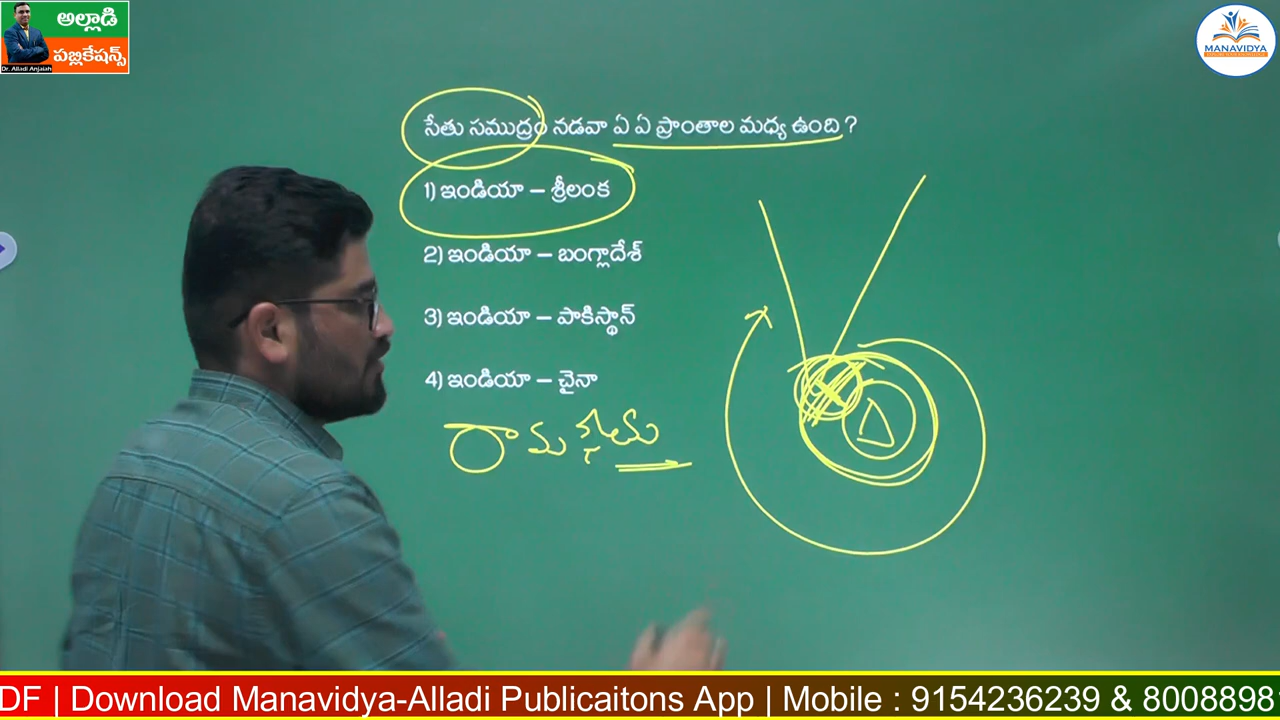 అల్లాడి
పబ్లికేషన్స్
Dr. Alladi Anjaiah
MANAVIDYA
సేతు సముద్రం నడవా ఏ ఏ ప్రాంతాల మధ్య ఉంది ?
1) ఇండియా – శ్రీలంక
2) ఇండియా – బంగ్లాదేశ్
3) ఇండియా – పాకిస్థాన్
4) ఇండియా – చైనా
DF | Download Manavidya-Alladi Publicaitons App | Mobile : 9154236239 & 8008898